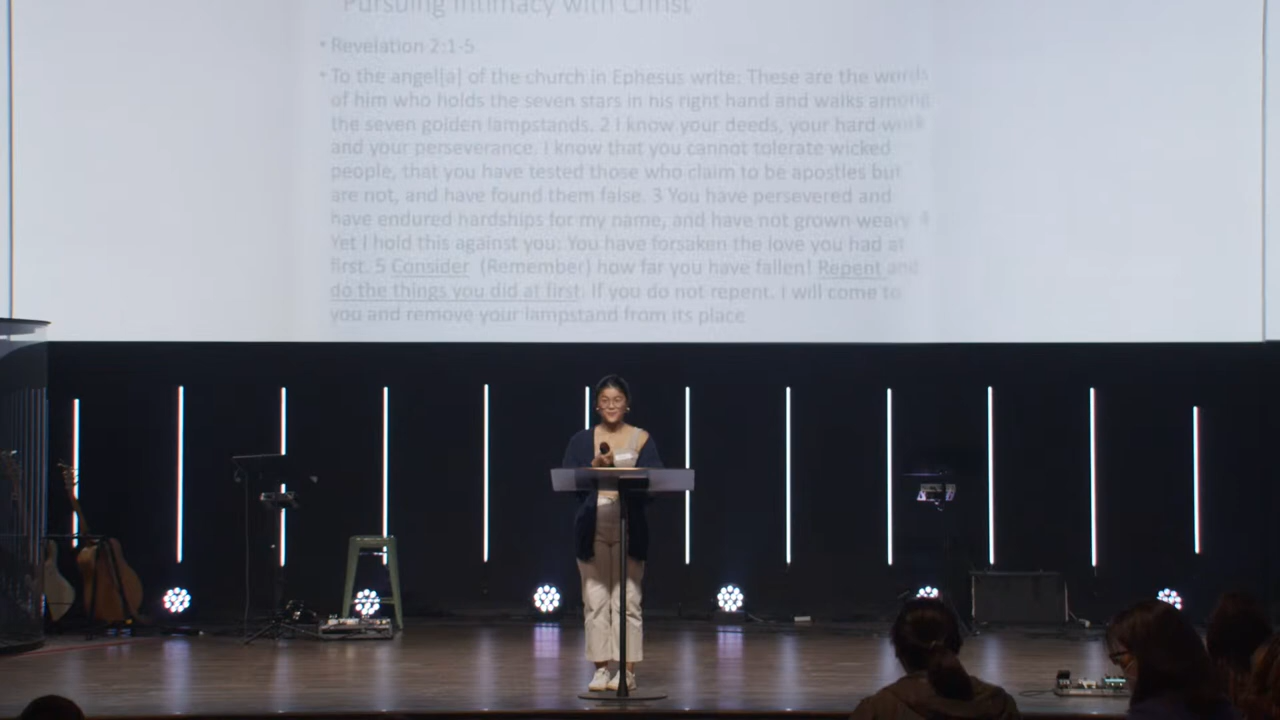 Pursuing Intimacy with Christ
• Revelation 2:1-5
• To the angel[a] of the church in Ephesus write: These are the words
of him who holds the seven stars in his right hand and walks among
the seven golden lampstands. 2 I know your deeds, your hard work
and your perseverance. I know that you cannot tolerate wicked
people, that you have tested those who claim to be apostles but
are not, and have found them false. 3 You have persevered and
have endured hardships for my name, and have not grown weary. 4
Yet I hold this against you: You have forsaken the love you had at
first. 5 Consider (Remember) how far you have fallen! Repent and
do the things you did at first. If you do not repent, I will come to
you and remove your lampstand from its place